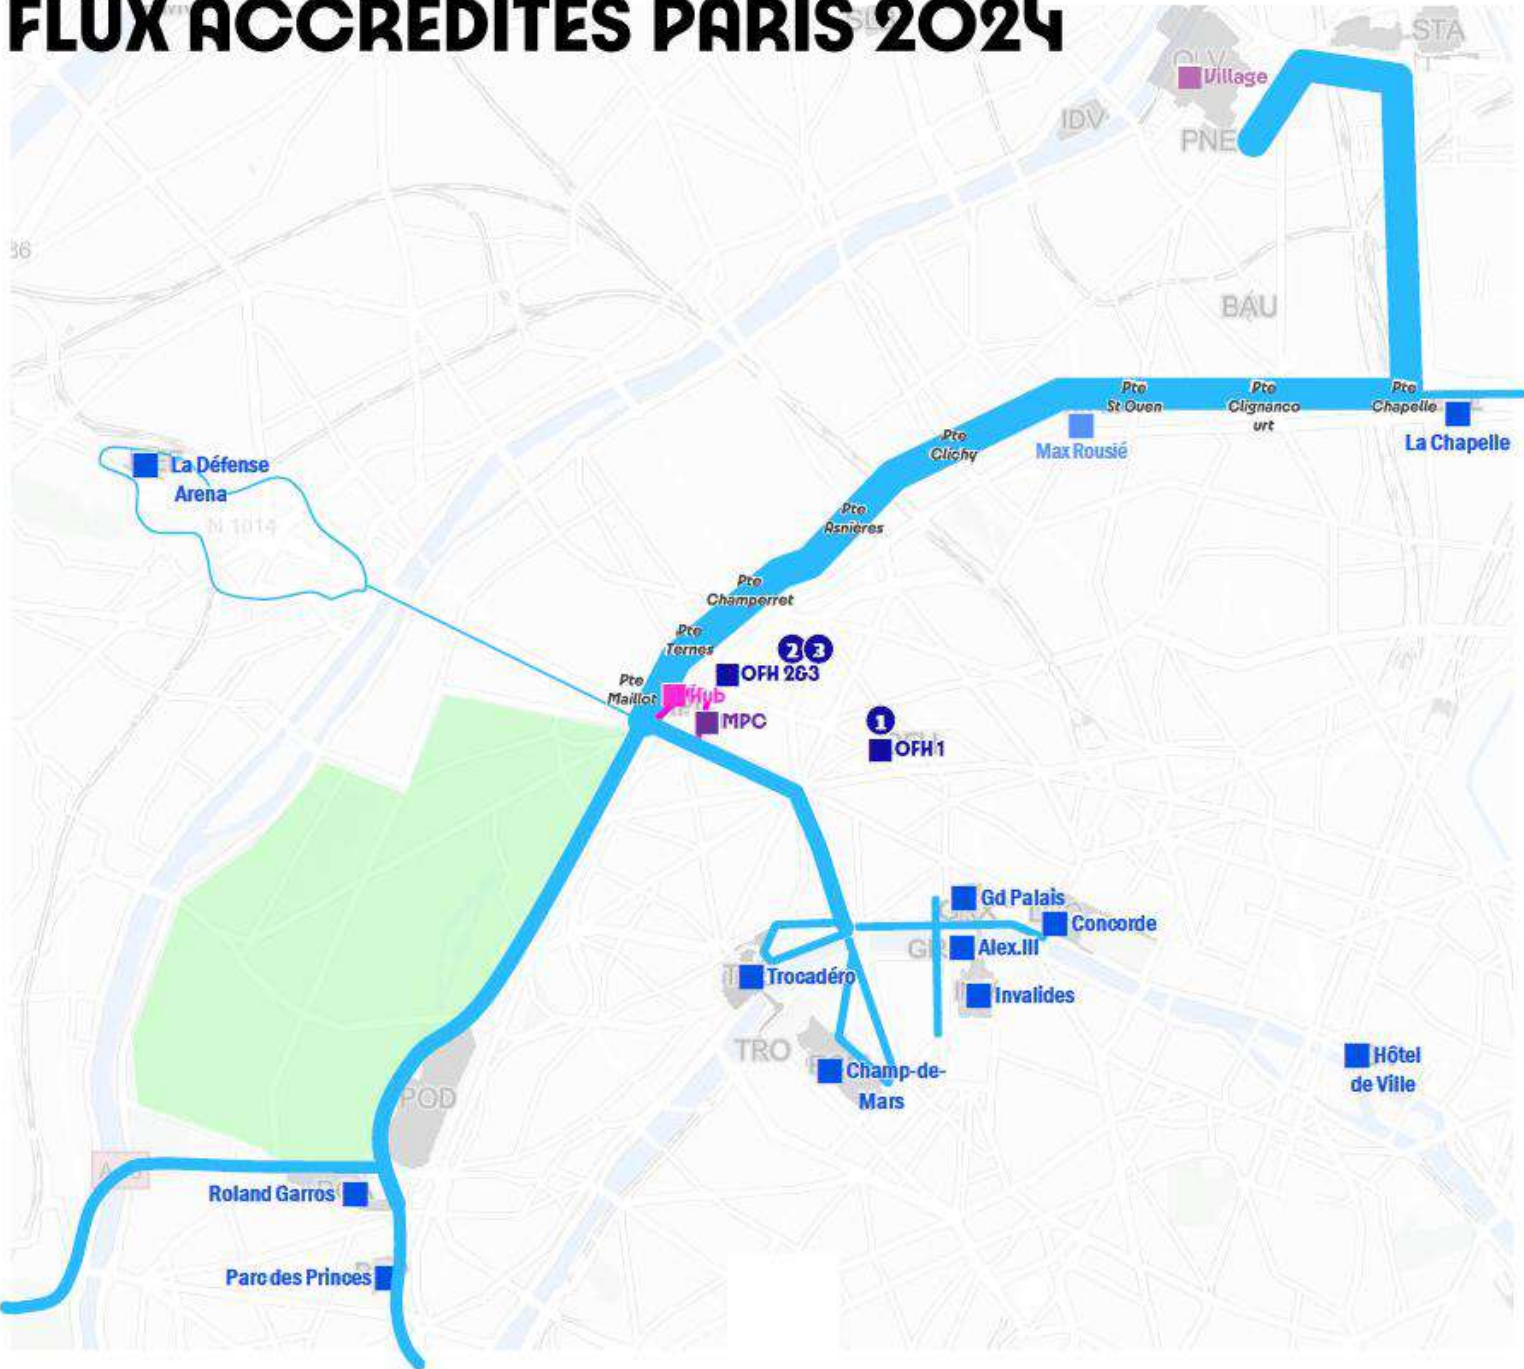 FLUX ACCREDITES PARIS 2024
STA
Village
IDV
PNE
86
BAU
Pte
St Ouen
Pte
Clignanco
urt
Pte
Chapelle
La Chapelle
Max Rousié
Pte
Clichy
La Défense
Arena
N 1014
Pte
Asnières
Pte
Champerret
Pte
Ternes
2 3
OFH 2&3
Pte
Maillot
Hub
MPC
1
OFH 1
Gd Palais
Concorde
Alex.III
Trocadéro
Invalides
TRO
Champ-de-
Mars
Hôtel
de Ville
POD
Roland Garros
Parc des Princes